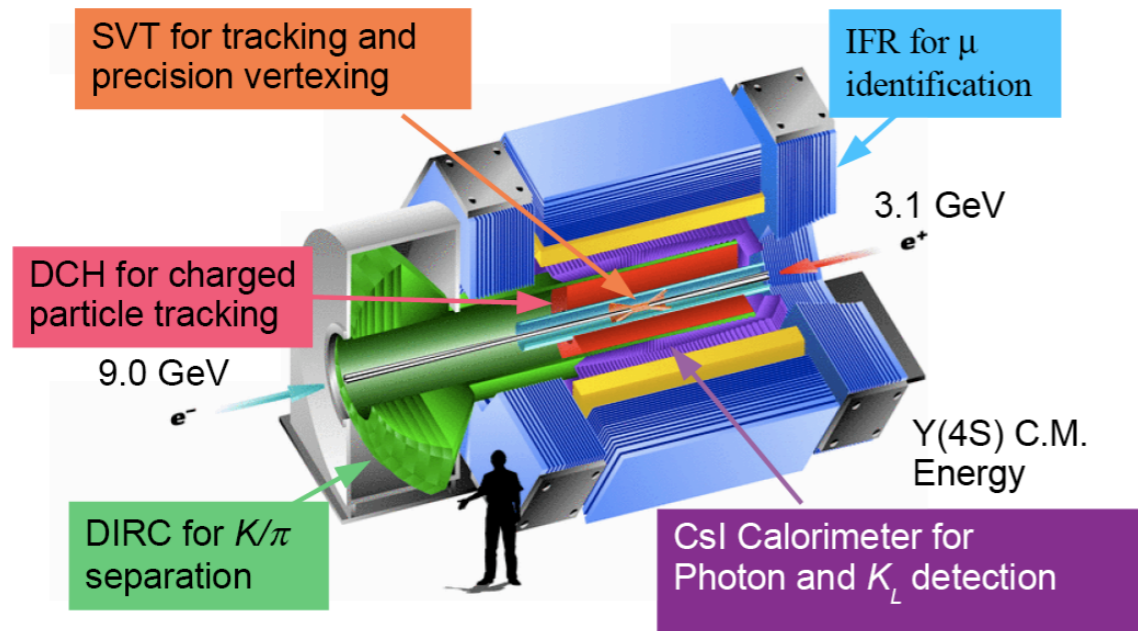 SVT for tracking and
precision vertexing
IFR for μ
identification
3.1 GeV
e⁺
DCH for charged
particle tracking
9.0 GeV
e⁻
Y(4S) C.M.
Energy
DIRC for K/π
separation
CsI Calorimeter for
Photon and K_L detection